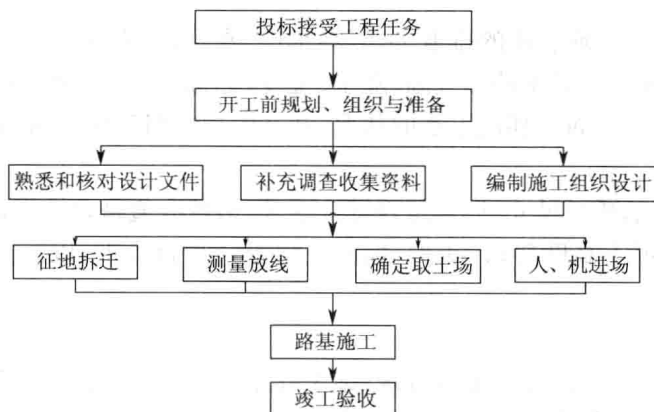 投标接受工程任务
开工前规划、组织与准备
熟悉和核对设计文件
补充调查收集资料
编制施工组织设计
征地拆迁
测量放线
确定取土场
人、机进场
路基施工
竣工验收